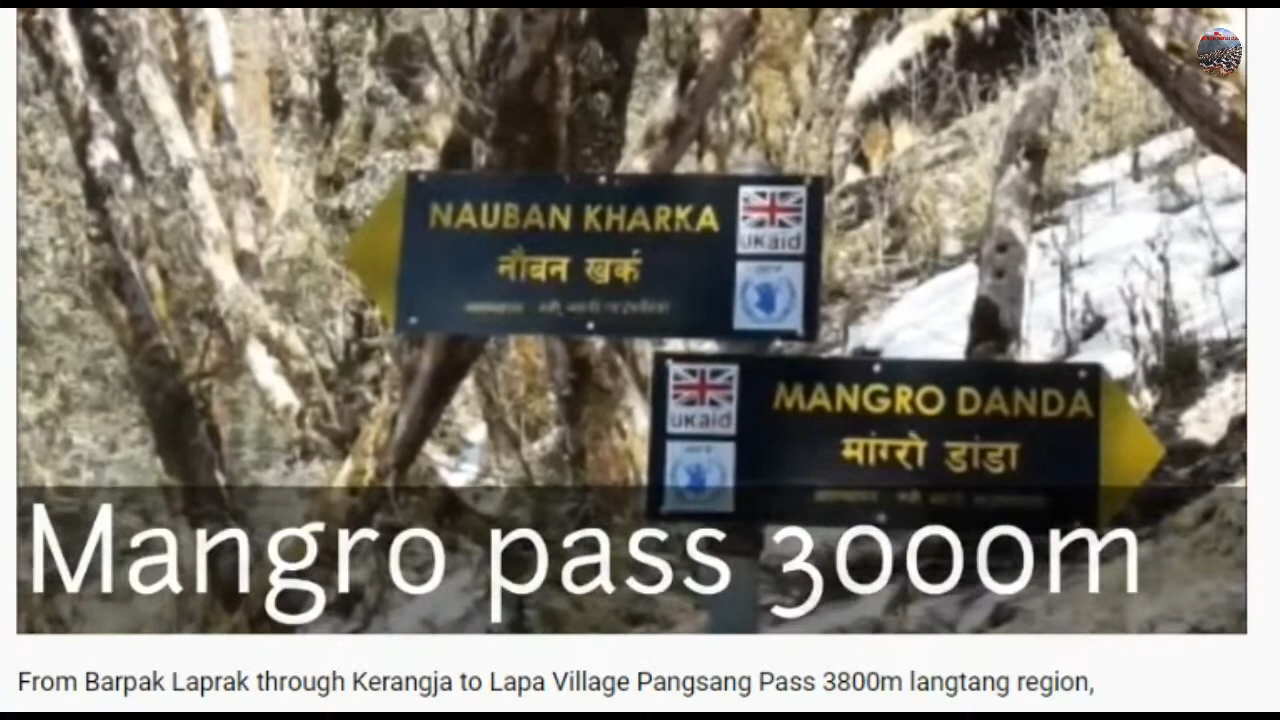 NAUBAN KHARKA
नौबन खर्क
UKaid
MANGRO DANDA
मांग्रो डांडा
UKaid
Mangro pass 3000m
From Barpak Laprak through Kerangja to Lapa Village Pangsang Pass 3800m langtang region,